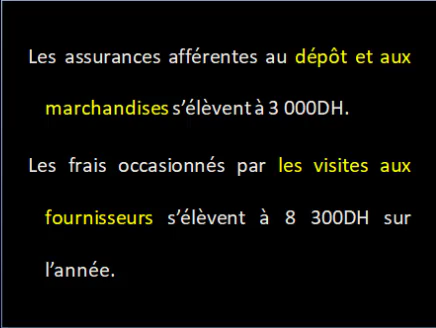 Les assurances afférentes au dépôt et aux
marchandises s’élèvent à 3 000DH.
Les frais occasionnés par les visites aux
fournisseurs s’élèvent à 8 300DH sur
l’année.